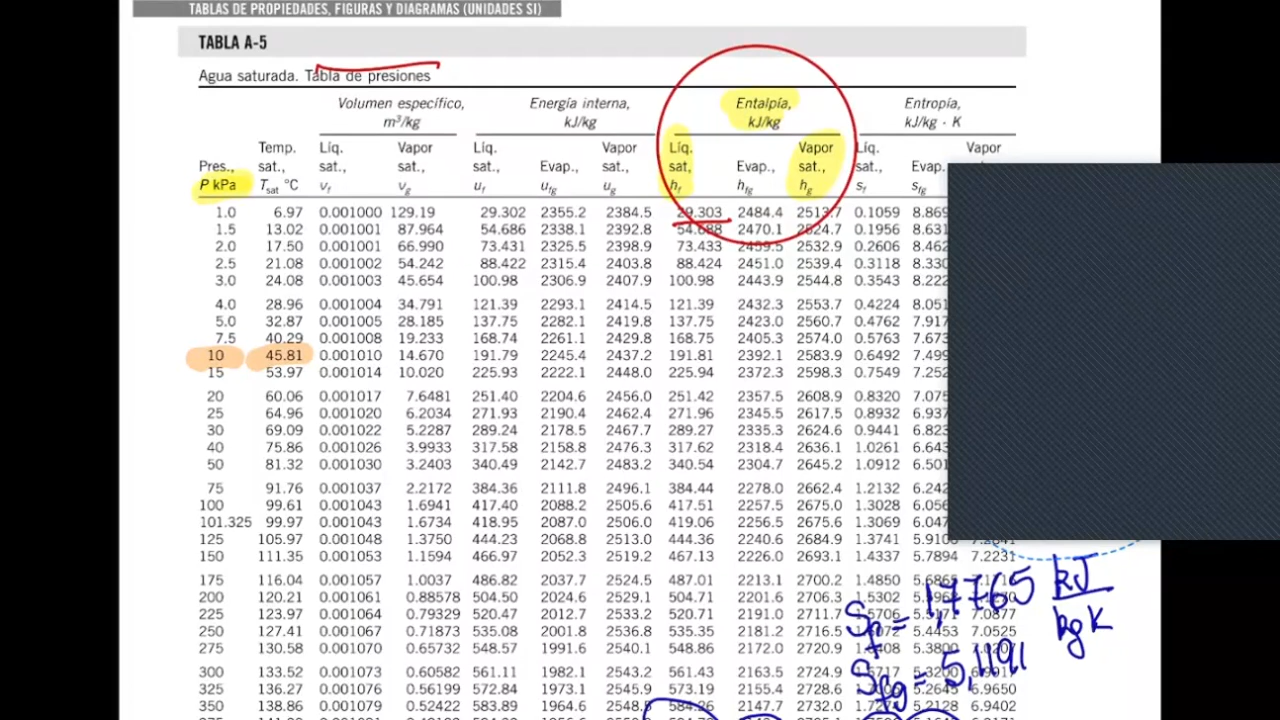 TABLAS DE PROPIEDADES, FIGURAS Y DIAGRAMAS (UNIDADES SI)
TABLA A-5
Agua saturada. Tabla de presiones
Volumen específico, Energía interna, Entalpía, Entropía,
m³/kg kJ/kg kJ/kg kJ/kg · K
Temp. Líq. Vapor Líq. Vapor Líq. Vapor Líq. Vapor
Pres., sat., sat., sat., sat., Evap., sat., sat, Evap., sat., sat., Evap.
P kPa Tsat °C vf vg uf ufg ug hf hfg hg sf sfg
1.0 6.97 0.001000 129.19 29.302 2355.2 2384.5 29.303 2484.4 2513.7 0.1059 8.869
1.5 13.02 0.001001 87.964 54.686 2338.1 2392.8 54.688 2470.1 2524.7 0.1956 8.631
2.0 17.50 0.001001 66.990 73.431 2325.5 2398.9 73.433 2459.5 2532.9 0.2606 8.462
2.5 21.08 0.001002 54.242 88.422 2315.4 2403.8 88.424 2451.0 2539.4 0.3118 8.330
3.0 24.08 0.001003 45.654 100.98 2306.9 2407.9 100.98 2443.9 2544.8 0.3543 8.222
4.0 28.96 0.001004 34.791 121.39 2293.1 2414.5 121.39 2432.3 2553.7 0.4224 8.051
5.0 32.87 0.001005 28.185 137.75 2282.1 2419.8 137.75 2423.0 2560.7 0.4762 7.917
7.5 40.29 0.001008 19.233 168.74 2261.1 2429.8 168.75 2405.3 2574.0 0.5763 7.673
10 45.81 0.001010 14.670 191.79 2245.4 2437.2 191.81 2392.1 2583.9 0.6492 7.499
15 53.97 0.001014 10.020 225.93 2222.1 2448.0 225.94 2372.3 2598.3 0.7549 7.252
20 60.06 0.001017 7.6481 251.40 2204.6 2456.0 251.42 2357.5 2608.9 0.8320 7.075
25 64.96 0.001020 6.2034 271.93 2190.4 2462.4 271.96 2345.5 2617.5 0.8932 6.937
30 69.09 0.001022 5.2287 289.24 2178.5 2467.7 289.27 2335.3 2624.6 0.9441 6.823
40 75.86 0.001026 3.9933 317.58 2158.8 2476.3 317.62 2318.4 2636.1 1.0261 6.643
50 81.32 0.001030 3.2403 340.49 2142.7 2483.2 340.54 2304.7 2645.2 1.0912 6.501
75 91.76 0.001037 2.2172 384.36 2111.8 2496.1 384.44 2278.0 2662.4 1.2132 6.242
100 99.61 0.001043 1.6941 417.40 2088.2 2505.6 417.51 2257.5 2675.0 1.3028 6.056
101.325 99.97 0.001043 1.6734 418.95 2087.0 2506.0 419.06 2256.5 2675.6 1.3069 6.047
125 105.97 0.001048 1.3750 444.23 2068.8 2513.0 444.36 2240.6 2684.9 1.3741
150 111.35 0.001053 1.1594 466.97 2052.3 2519.2 467.13 2226.0 2693.1 1.4337 5.7894 7.2231
175 116.04 0.001057 1.0037 486.82 2037.7 2524.5 487.01 2213.1 2700.2 1.4850
200 120.21 0.001061 0.88578 504.50 2024.6 2529.1 504.71 2201.6 2706.3 1.5302
225 123.97 0.001064 0.79329 520.47 2012.7 2533.2 520.71 2191.0 2711.7
250 127.41 0.001067 0.71873 535.08 2001.8 2536.8 535.35 2181.2 2716.5 5.4453 7.0525
275 130.58 0.001070 0.65732 548.57 1991.6 2540.1 548.86 2172.0 2720.9
300 133.52 0.001073 0.60582 561.11 1982.1 2543.2 561.43 2163.5 2724.9
325 136.27 0.001076 0.56199 572.84 1973.1 2545.9 573.19 2155.4 2728.6 6.9650
350 138.86 0.001079 0.52422 583.89 1964.6 2147.7 2732.0 5.2128 6.9402
Sf = 1,7765 kJ/kg K
Sfg = 5,1191